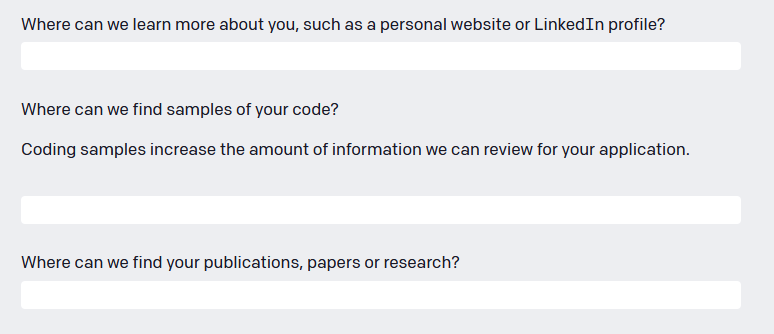 Where can we learn more about you, such as a personal website or LinkedIn profile?
Where can we find samples of your code?
Coding samples increase the amount of information we can review for your application.
Where can we find your publications, papers or research?